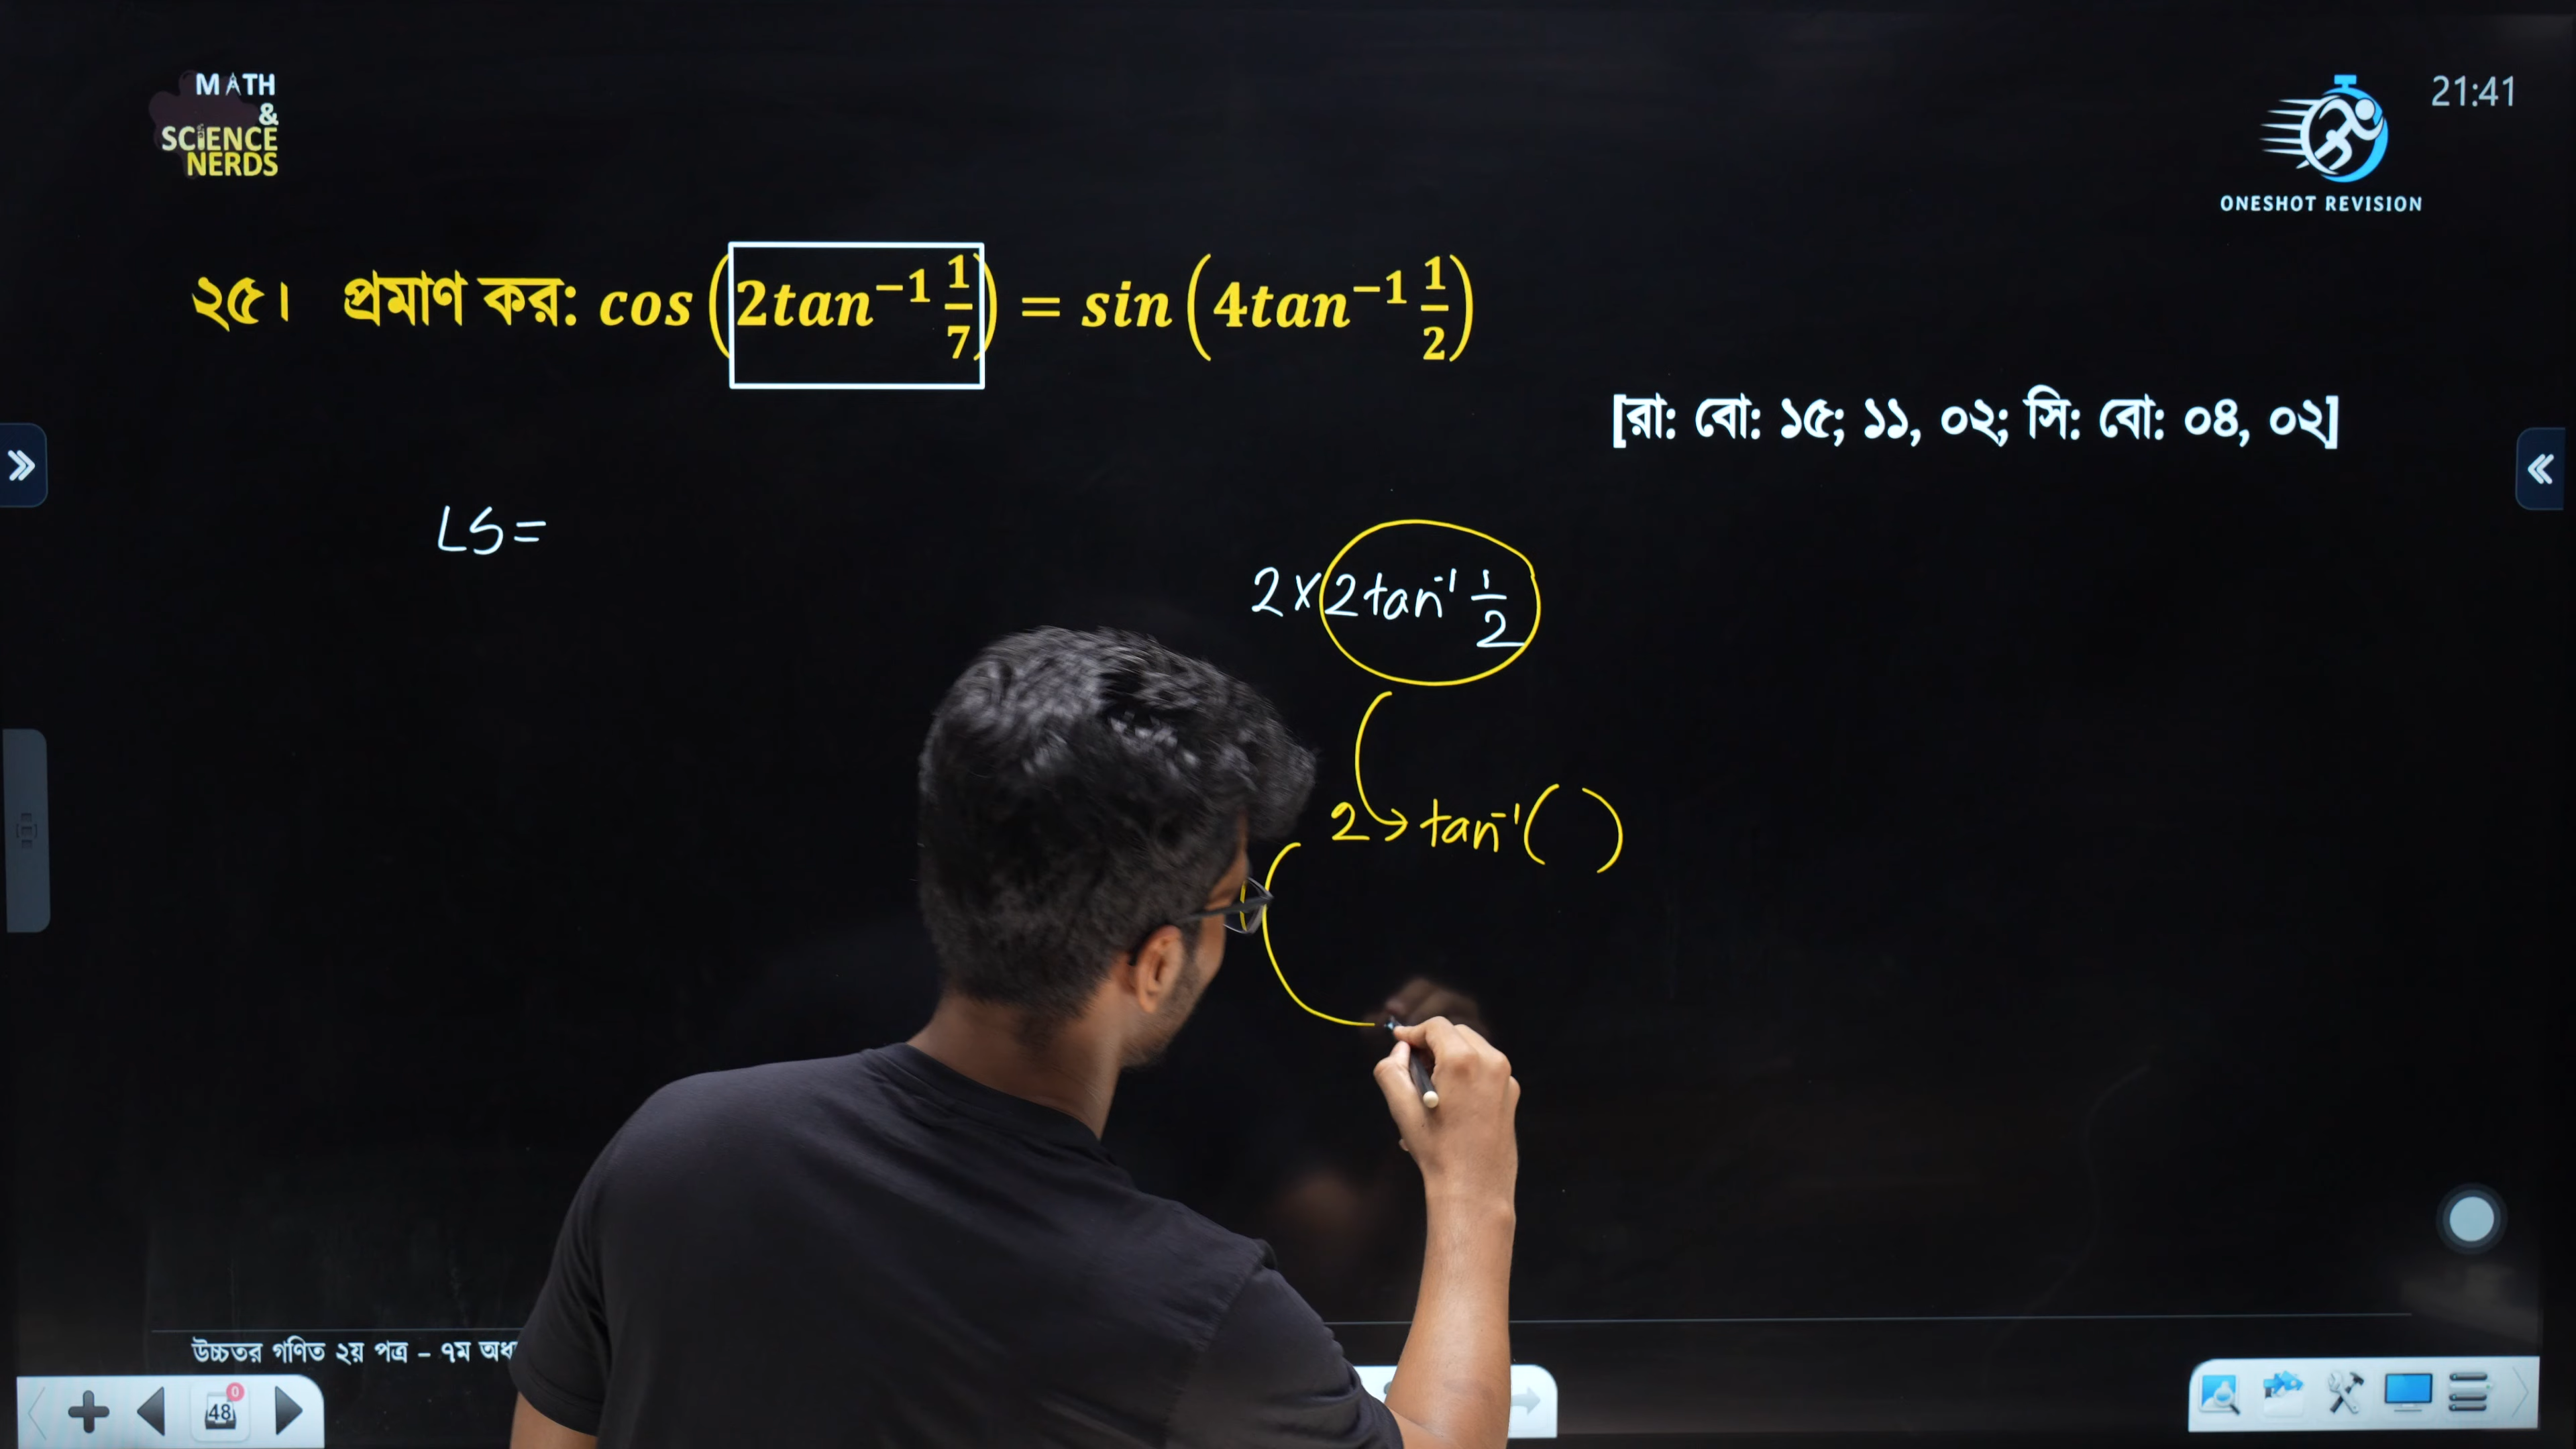 MATH
&
SCIENCE
NERDS
21:41
ONESHOT REVISION
২৫। প্রমাণ কর: cos(2tan⁻¹ 1/7) = sin(4tan⁻¹ 1/2)
[রা: বো: ১৫; ১১, ০২; সি: বো: ০৪, ০২]
LS=
2×2tan⁻¹ 1/2
2→tan⁻¹( )
উচ্চতর গণিত ২য় পত্র – ৭ম
0
48